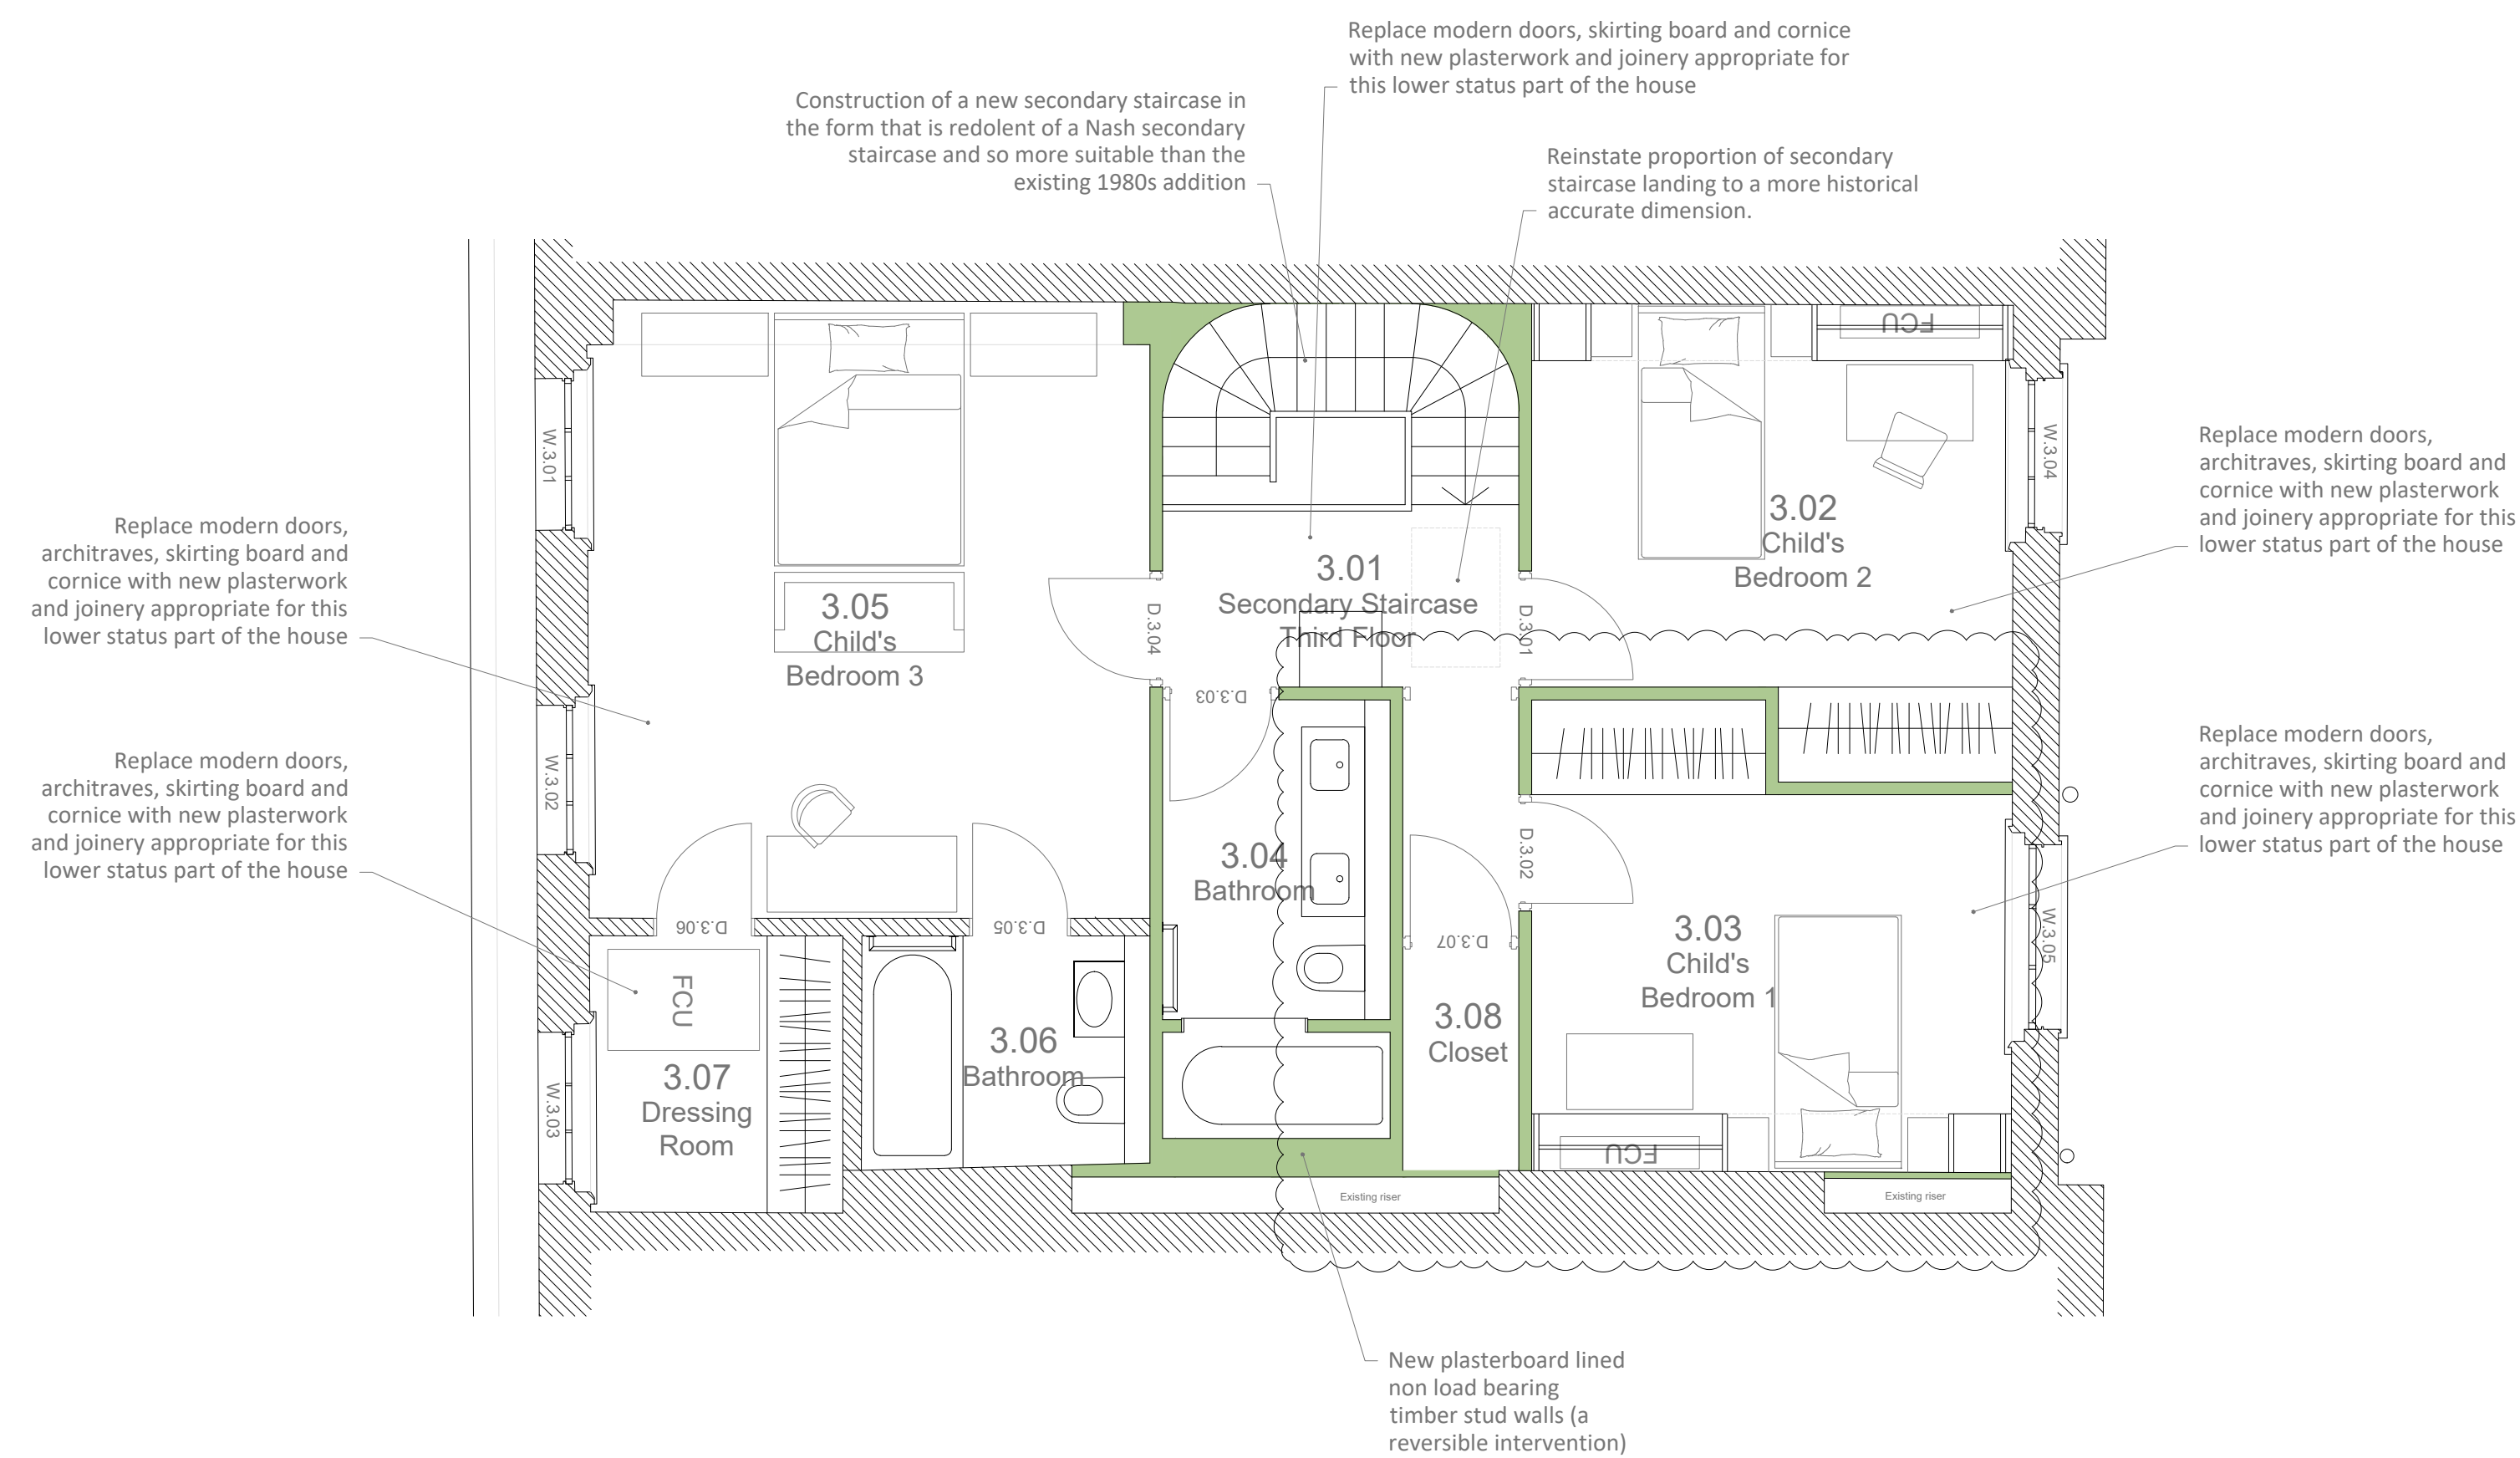 Replace modern doors, skirting board and cornice
with new plasterwork and joinery appropriate for
this lower status part of the house
Construction of a new secondary staircase in
the form that is redolent of a Nash secondary
staircase and so more suitable than the
existing 1980s addition
Reinstate proportion of secondary
staircase landing to a more historical
accurate dimension.
FCU
W.3.01
W.3.04
Replace modern doors,
architraves, skirting board and
cornice with new plasterwork
and joinery appropriate for this
lower status part of the house
3.02
Child's
Bedroom 2
Replace modern doors,
architraves, skirting board and
cornice with new plasterwork
and joinery appropriate for this
lower status part of the house
3.05
Child's
Bedroom 3
D.3.04
3.01
Secondary Staircase
Third Floor
D.3.01
D.3.03
W.3.02
Replace modern doors,
architraves, skirting board and
cornice with new plasterwork
and joinery appropriate for this
lower status part of the house
Replace modern doors,
architraves, skirting board and
cornice with new plasterwork
and joinery appropriate for this
lower status part of the house
3.04
Bathroom
D.3.02
D.3.06
D.3.05
D.3.07
3.03
Child's
Bedroom 1
W.3.05
FCU
3.07
Dressing
Room
3.06
Bathroom
3.08
Closet
W.3.03
FCU
Existing riser
Existing riser
New plasterboard lined
non load bearing
timber stud walls (a
reversible intervention)